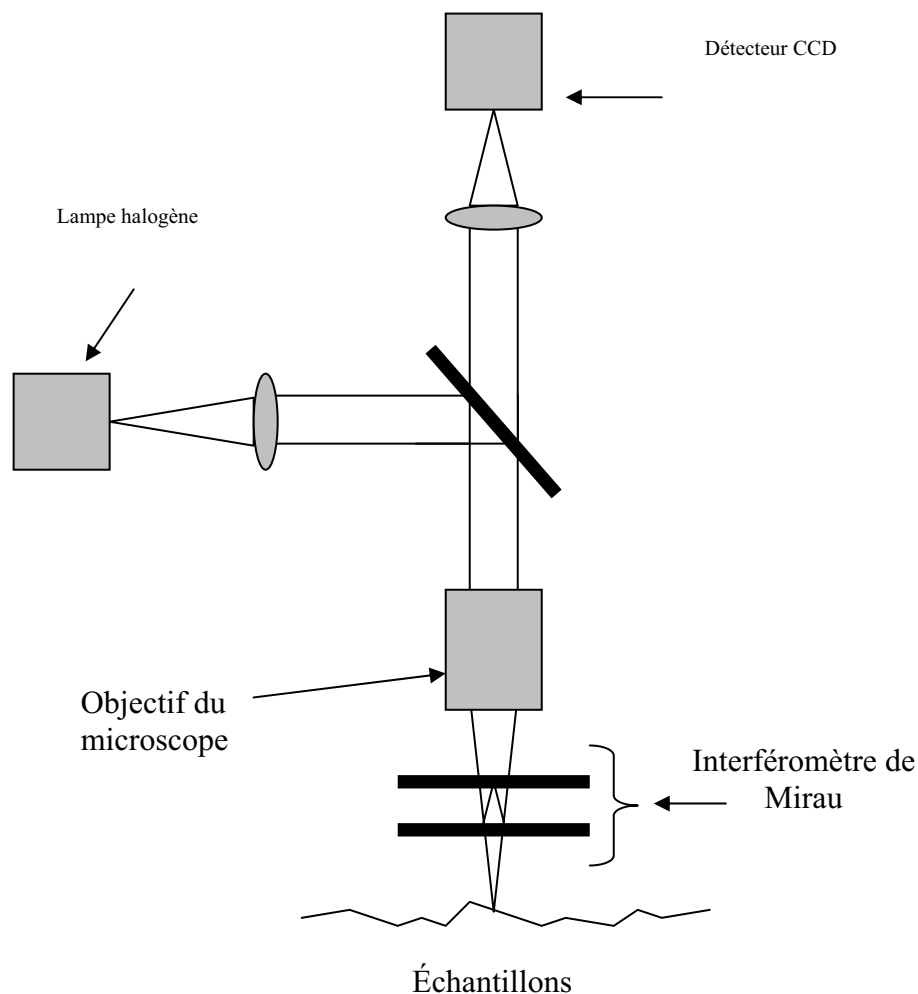 Détecteur CCD
Lampe halogène
Objectif du
microscope
Interféromètre de
Mirau
Échantillons